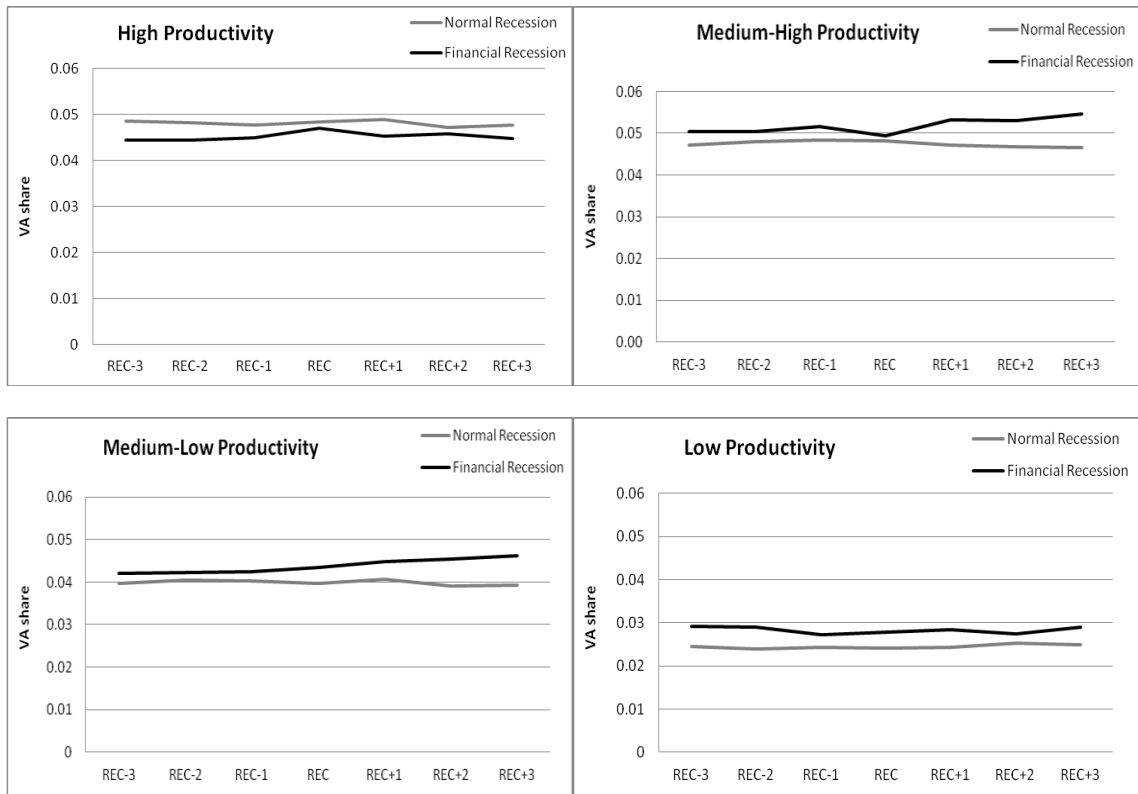 High Productivity
Normal Recession
Financial Recession
0.06
0.05
0.04
0.03
0.02
0.01
0
VA share
REC-3 REC-2 REC-1 REC REC+1 REC+2 REC+3
Medium-High Productivity
Normal Recession
Financial Recession
0.06
0.05
0.04
0.03
0.02
0.01
0.00
VA share
REC-3 REC-2 REC-1 REC REC+1 REC+2 REC+3
Medium-Low Productivity
Normal Recession
Financial Recession
0.06
0.05
0.04
0.03
0.02
0.01
0
VA share
REC-3 REC-2 REC-1 REC REC+1 REC+2 REC+3
Low Productivity
Normal Recession
Financial Recession
0.06
0.05
0.04
0.03
0.02
0.01
0
VA share
REC-3 REC-2 REC-1 REC REC+1 REC+2 REC+3